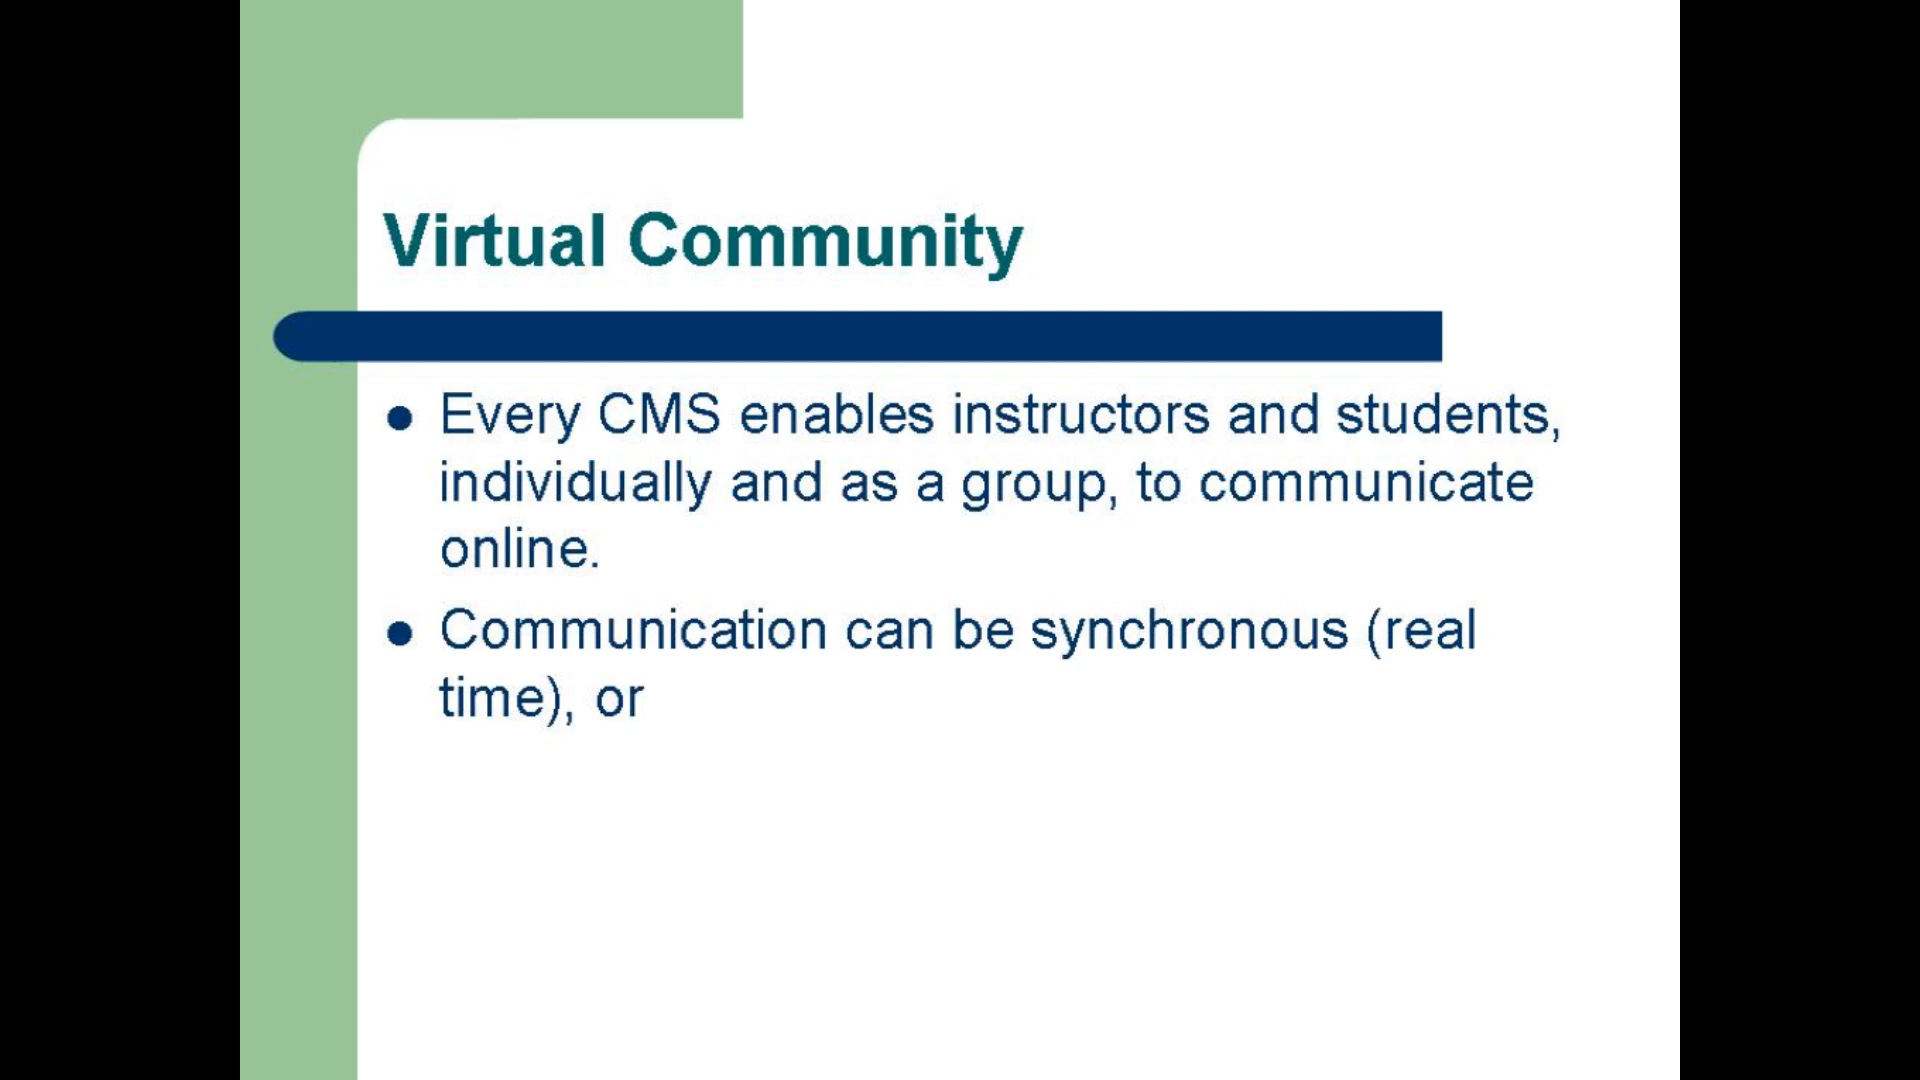 Virtual Community
Every CMS enables instructors and students,
individually and as a group, to communicate
online.
Communication can be synchronous (real
time), or